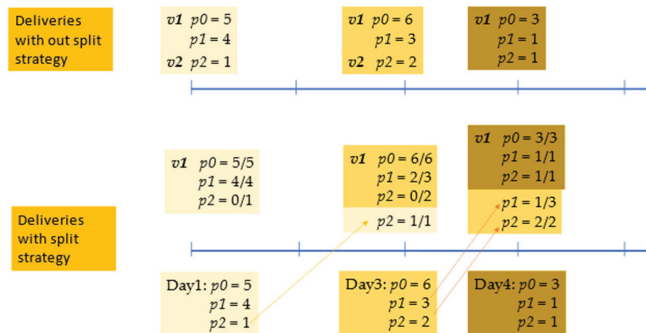 Deliveries
with out split
strategy
v1 p0 = 5
p1 = 4
v2 p2 = 1
v1 p0 = 6
p1 = 3
v2 p2 = 2
v1 p0 = 3
p1 = 1
p2 = 1
Deliveries
with split
strategy
p0 = 5/5
p1 = 4/4
p2 = 0/1
v1 p0 = 6/6
p1 = 2/3
p2 = 0/2
p2 = 1/1
v1 p0 = 3/3
p1 = 1/1
p2 = 1/1
p1 = 1/3
p2 = 2/2
Day1: p0 = 5
p1 = 4
p2 = 1
Day3: p0 = 6
p1 = 3
p2 = 2
Day4: p0 = 3
p1 = 1
p2 = 1